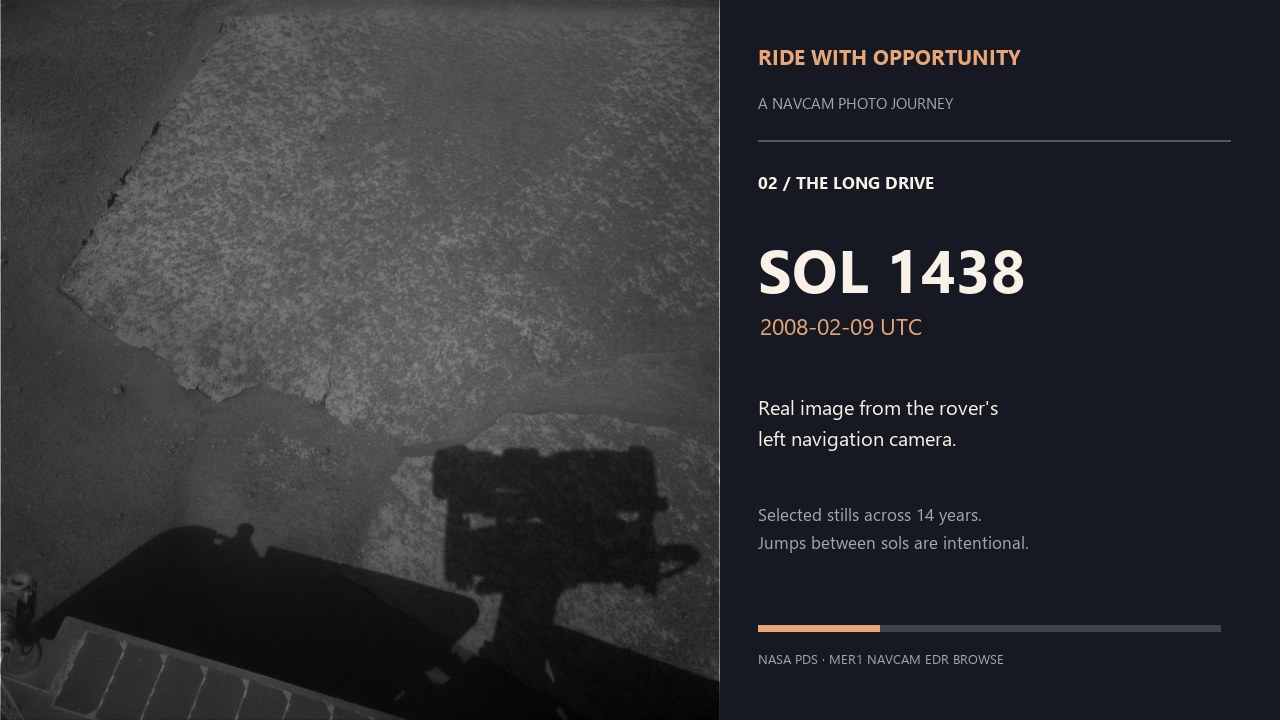 RIDE WITH OPPORTUNITY
A NAVCAM PHOTO JOURNEY
02 / THE LONG DRIVE
SOL 1438
2008-02-09 UTC
Real image from the rover's
left navigation camera.
Selected stills across 14 years.
Jumps between sols are intentional.
NASA PDS · MER1 NAVCAM EDR BROWSE